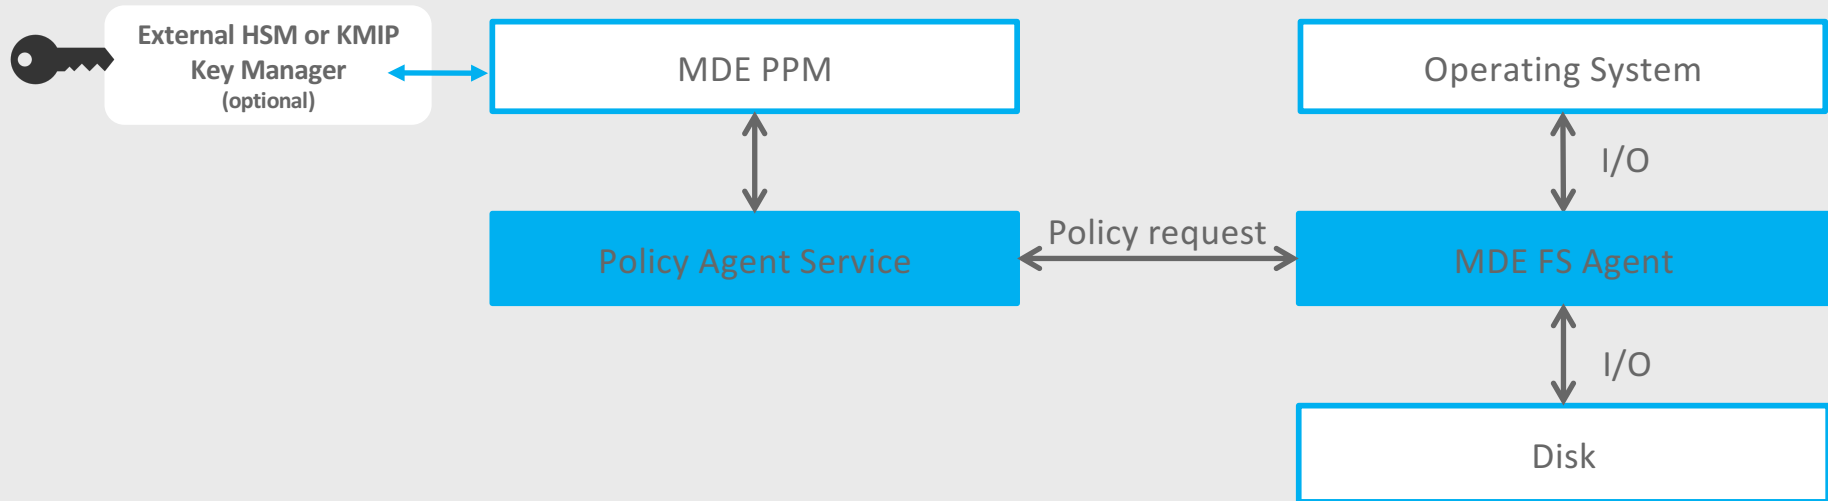 External HSM or KMIP
Key Manager
(optional)
MDE PPM
Operating System
I/O
Policy Agent Service
Policy request
MDE FS Agent
I/O
Disk